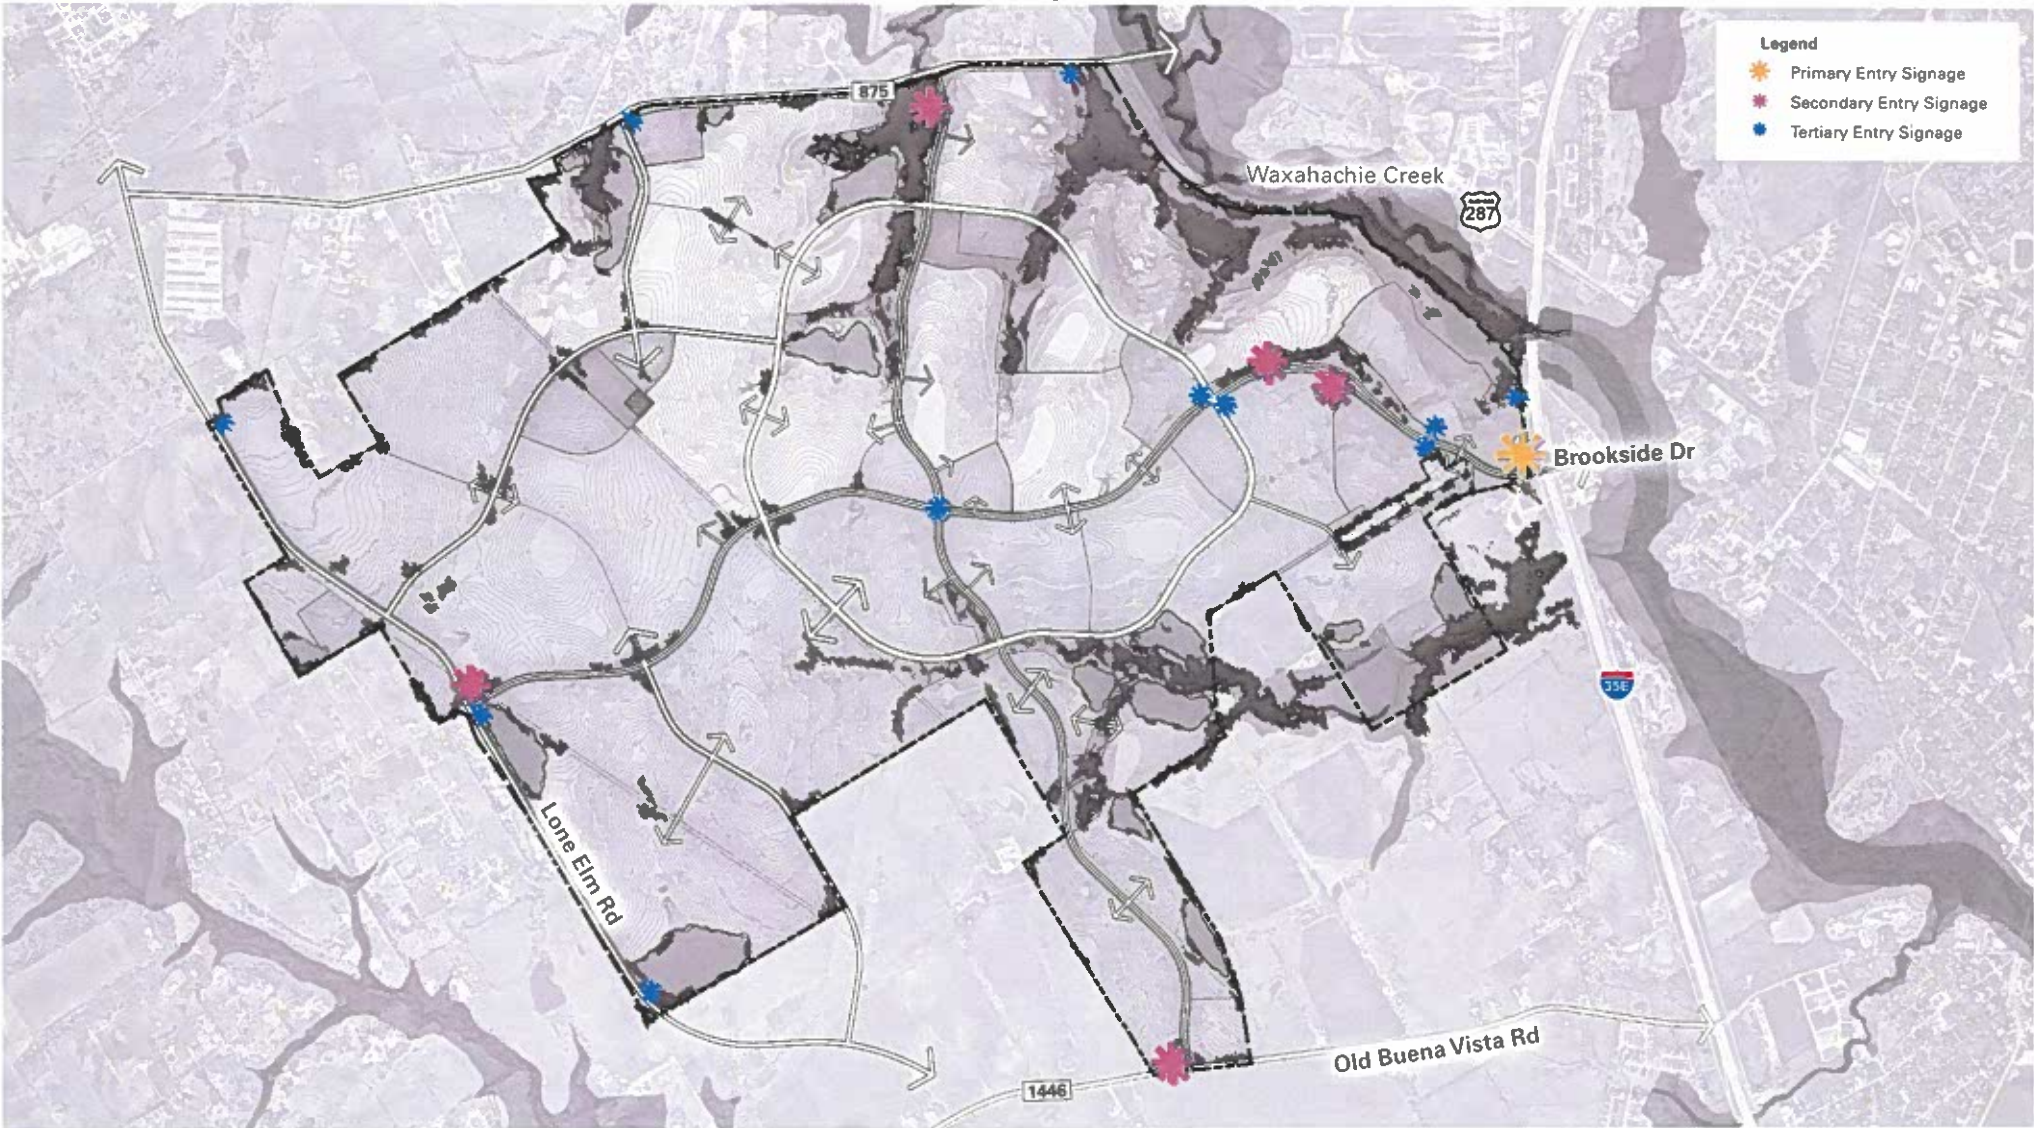 Legend
Primary Entry Signage
Secondary Entry Signage
Tertiary Entry Signage
875
Waxahachie Creek
287
Brookside Dr
35E
Lone Elm Rd
Old Buena Vista Rd
1446